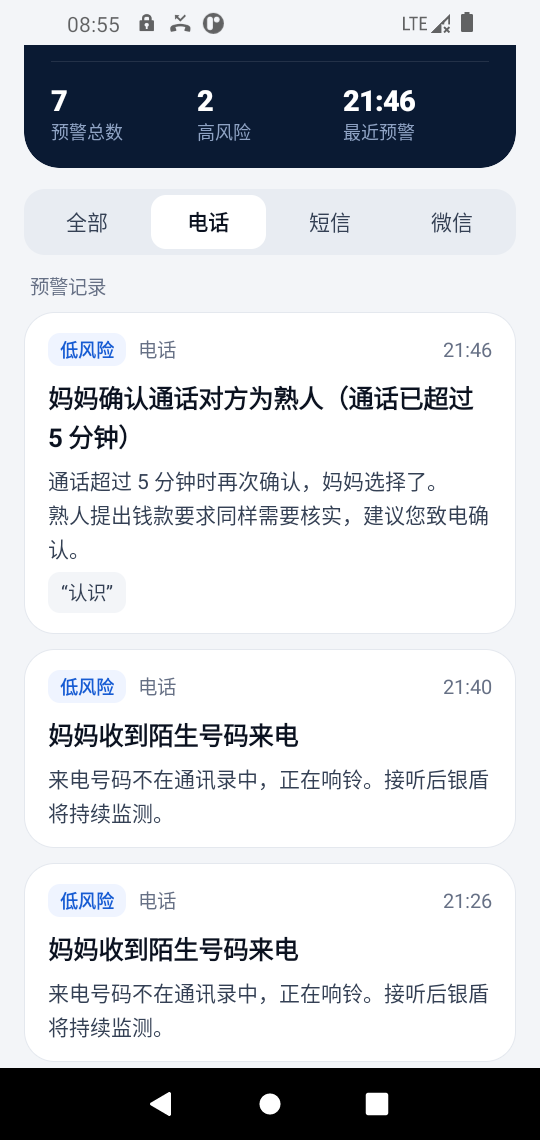 08:55 LTE
7 2 21:46
预警总数 高风险 最近预警
全部 电话 短信 微信
预警记录
低风险 电话 21:46
妈妈确认通话对方为熟人（通话已超过
5 分钟）
通话超过 5 分钟时再次确认，妈妈选择了。
熟人提出钱款要求同样需要核实，建议您致电确
认。
“认识”
低风险 电话 21:40
妈妈收到陌生号码来电
来电号码不在通讯录中，正在响铃。接听后银盾
将持续监测。
低风险 电话 21:26
妈妈收到陌生号码来电
来电号码不在通讯录中，正在响铃。接听后银盾
将持续监测。